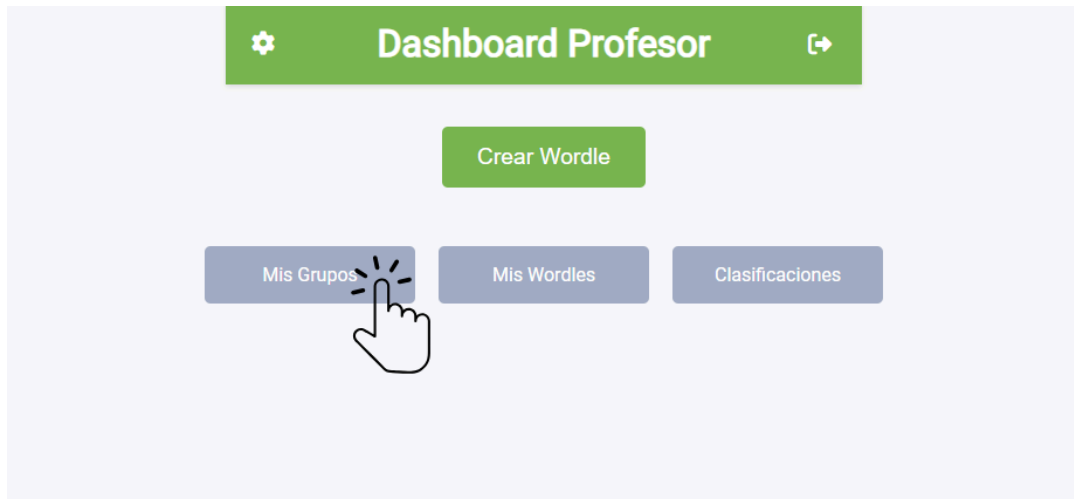 Dashboard Profesor
Crear Wordle
Mis Grupos
Mis Wordles
Clasificaciones